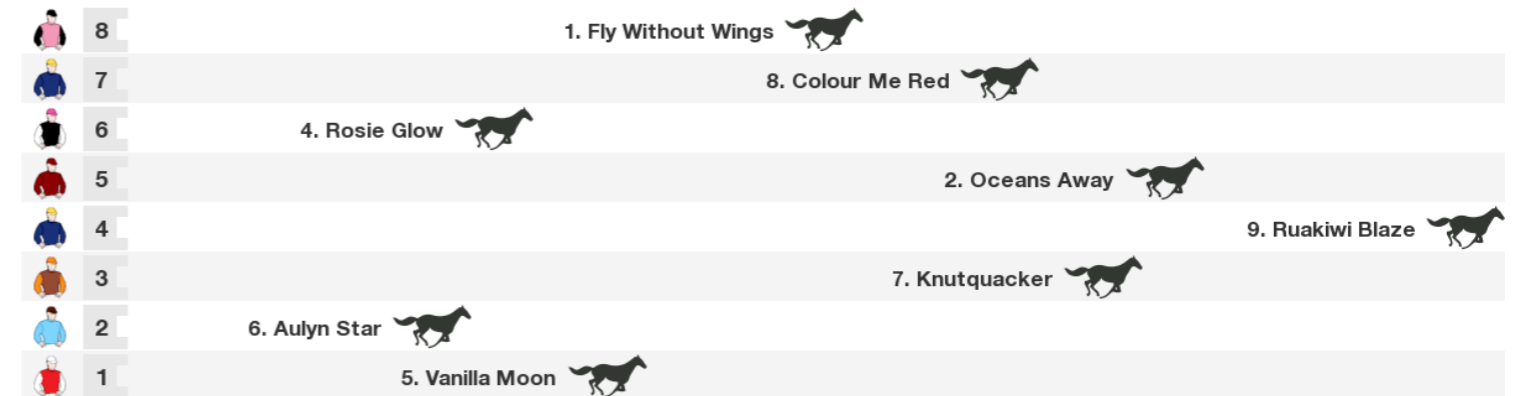 8 1. Fly Without Wings
7 8. Colour Me Red
6 4. Rosie Glow
5 2. Oceans Away
4 9. Ruakiwi Blaze
3 7. Knutquacker
2 6. Aulyn Star
1 5. Vanilla Moon